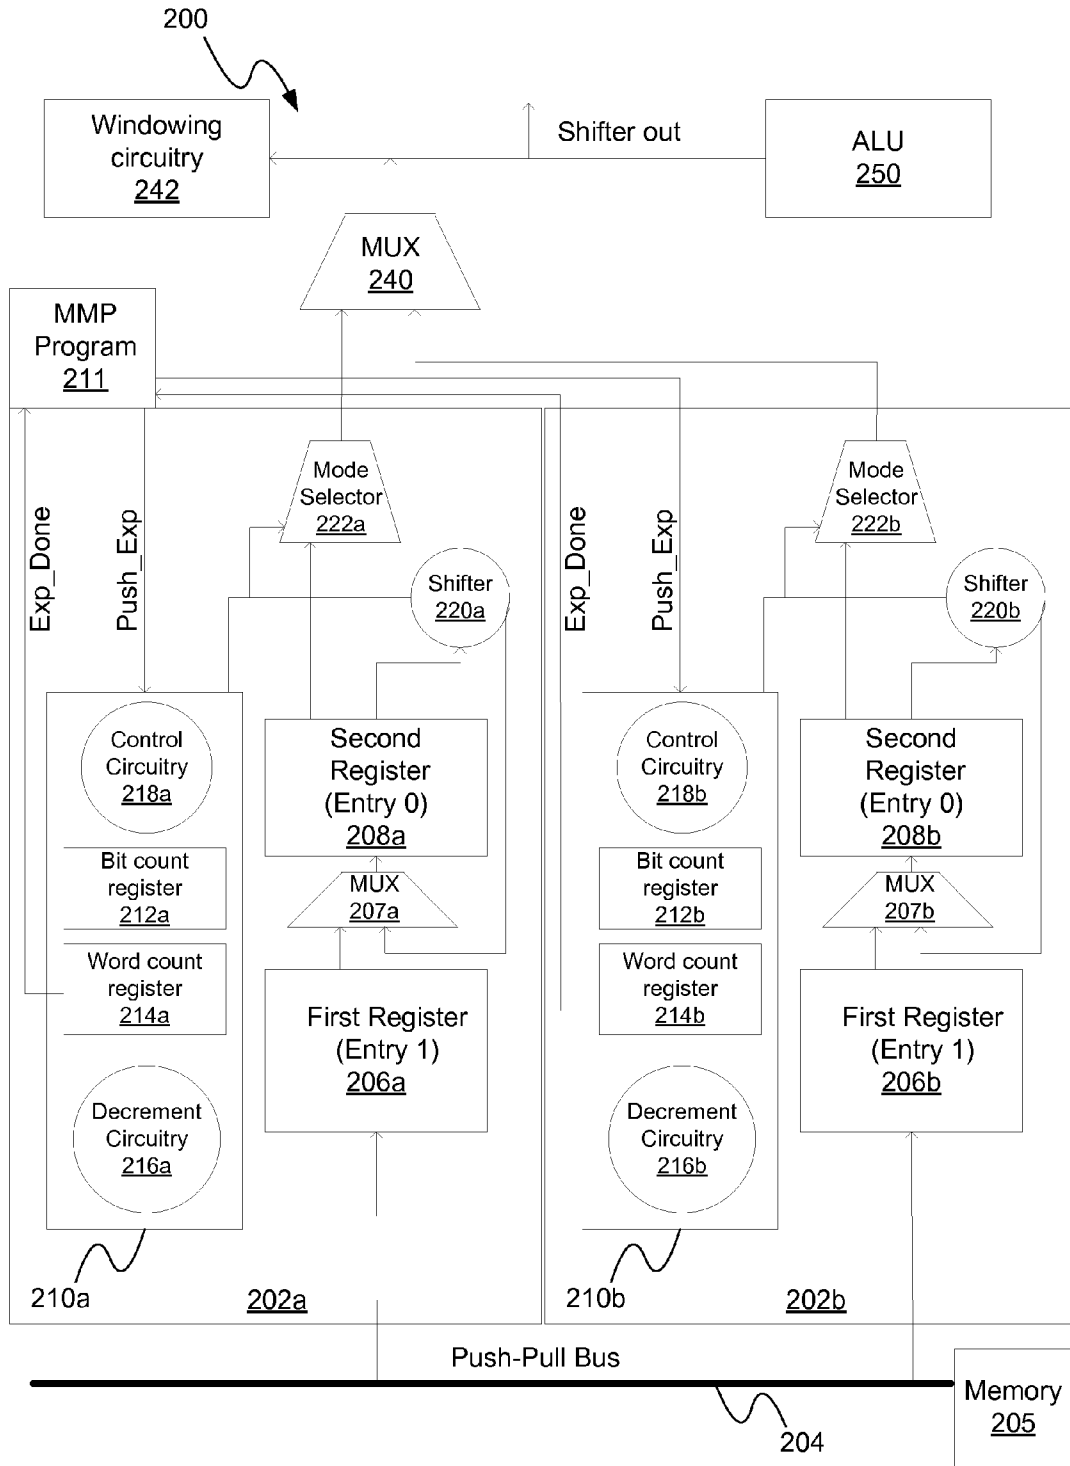 200
Windowing
circuitry
242
Shifter out
ALU
250
MUX
240
MMP
Program
211
Exp_Done
Push_Exp
Mode
Selector
222a
Shifter
220a
Control
Circuitry
218a
Second
Register
(Entry 0)
208a
Bit count
register
212a
MUX
207a
Word count
register
214a
First Register
(Entry 1)
206a
Decrement
Circuitry
216a
210a
202a
Exp_Done
Push_Exp
Mode
Selector
222b
Shifter
220b
Control
Circuitry
218b
Second
Register
(Entry 0)
208b
Bit count
register
212b
MUX
207b
Word count
register
214b
First Register
(Entry 1)
206b
Decrement
Circuitry
216b
210b
202b
Push-Pull Bus
204
Memory
205